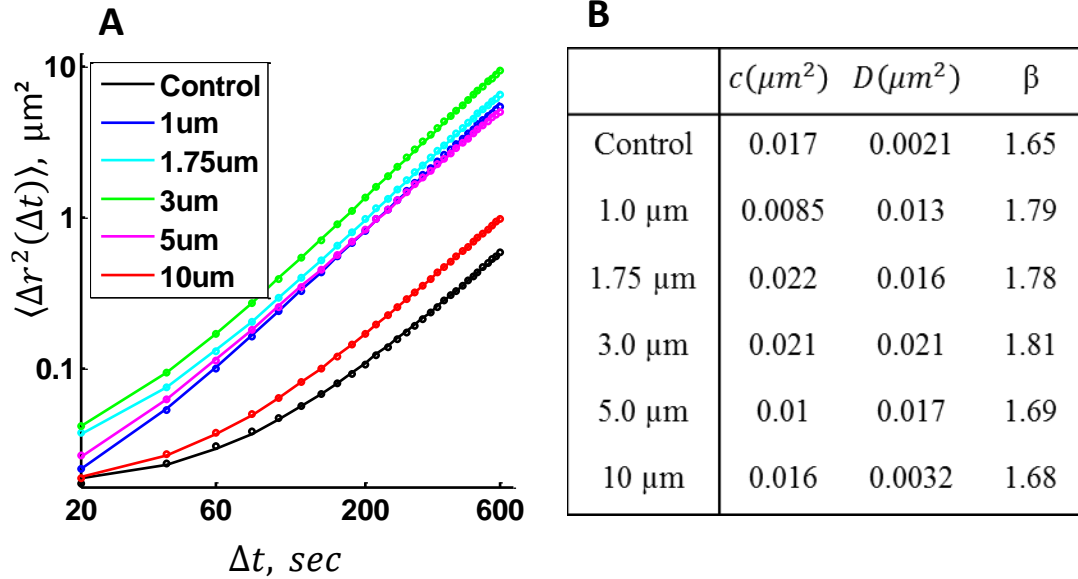 A
⟨Δr²(Δt)⟩, μm²
10
1
0.1
Control
1um
1.75um
3um
5um
10um
20 60 200 600
Δt, sec
B
c(μm²) D(μm²) β
Control 0.017 0.0021 1.65
1.0 μm 0.0085 0.013 1.79
1.75 μm 0.022 0.016 1.78
3.0 μm 0.021 0.021 1.81
5.0 μm 0.01 0.017 1.69
10 μm 0.016 0.0032 1.68